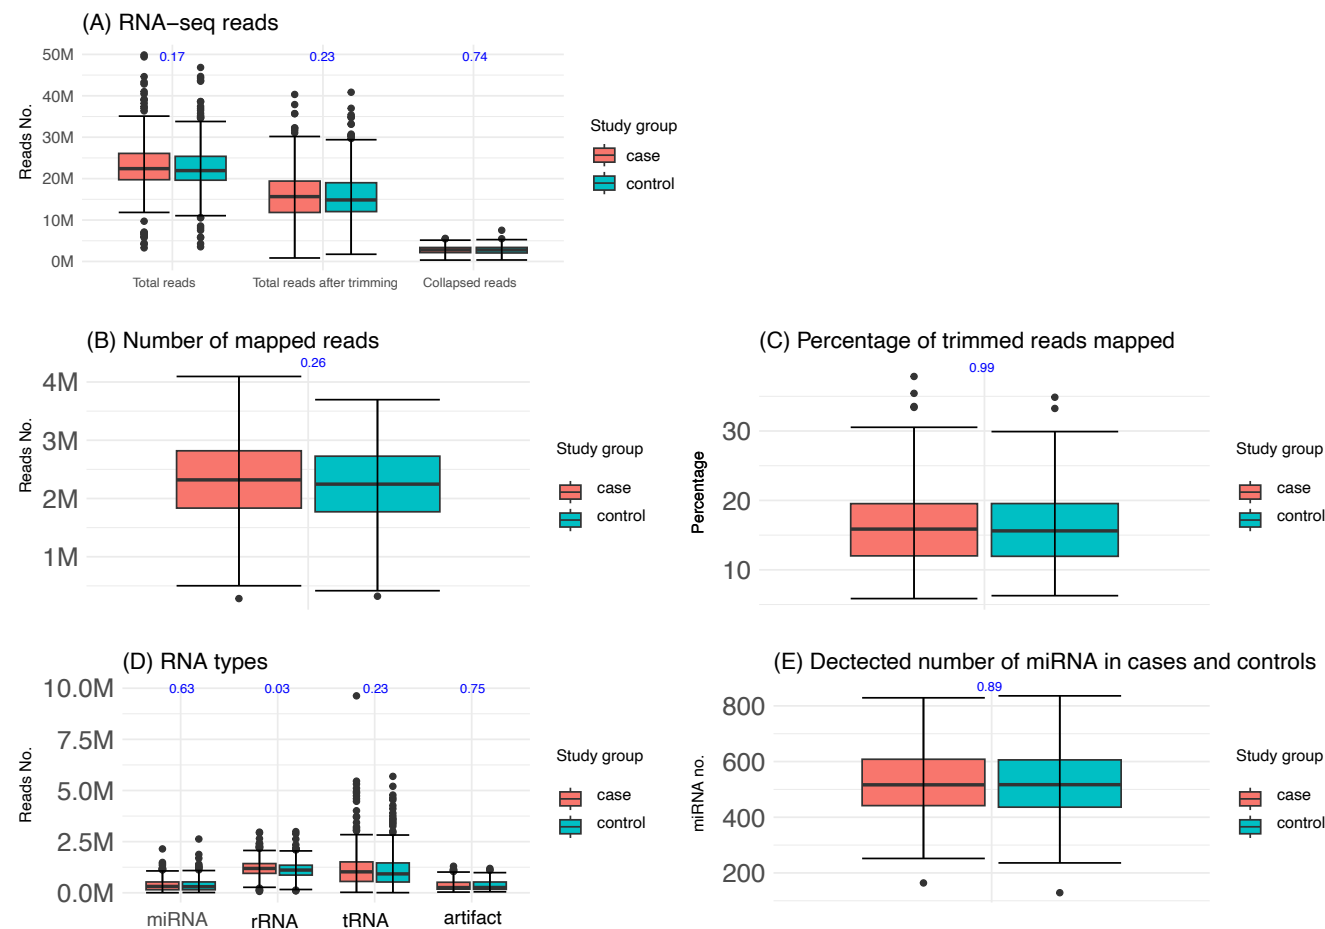 (A) RNA−seq reads
50M
40M
30M
20M
10M
0M
Reads No.
0.17
0.23
0.74
Total reads
Total reads after trimming
Collapsed reads
Study group
case
control
(B) Number of mapped reads
0.26
4M
3M
2M
1M
Reads No.
Study group
case
control
(C) Percentage of trimmed reads mapped
0.99
30
20
10
Percentage
Study group
case
control
(D) RNA types
10.0M
7.5M
5.0M
2.5M
0.0M
Reads No.
0.63
0.03
0.23
0.75
miRNA
rRNA
tRNA
artifact
Study group
case
control
(E) Dectected number of miRNA in cases and controls
0.89
800
600
400
200
miRNA no.
Study group
case
control